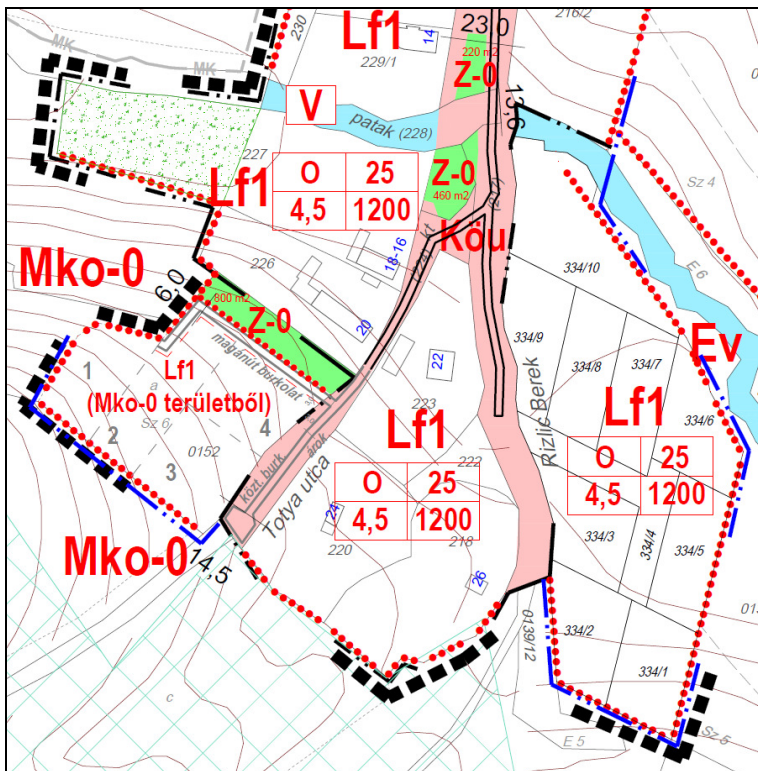 23,0
Lf1
14
216/2
MK
MK
230
229/1
220 m2
Z-0
V
patak (228)
13,6
227
Lf1
O 25
4,5 1200
Z-0
460 m2
(217)
Sz 4
Köu
(224) kt
18-16
Mko-0
6,0
226
800 m2
Z-0
E 6
334/10
20
334/9
334/8
334/7
Ev
magánút burkolat
22
1
a
Lf1
(Mko-0 területből)
Sz 6
2
3
4
0152
223
Rizlic Berek
Lf1
334/6
Lf1
O 25
4,5 1200
közt. burk.
árok
Totya utca
222
O 25
4,5 1200
24
218
220
334/3
334/4
334/5
Mko-0
14,5
26
0139/12
334/2
334/1
c
E 5
Sz 5